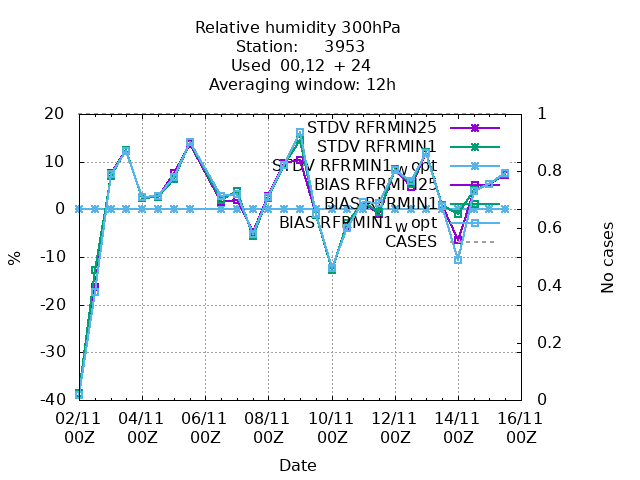 Relative humidity 300hPa
Station: 3953
Used 00,12 + 24
Averaging window: 12h
20
10
0
-10
-20
-30
-40
%
1
0.8
0.6
0.4
0.2
0
No cases
STDV RFRMIN25
STDV RFRMIN1
STDV RFRMIN1w opt
BIAS RFRMIN25
BIAS RFRMIN1
BIAS RFRMIN1w opt
CASES
02/11 04/11 06/11 08/11 10/11 12/11 14/11 16/11
00Z 00Z 00Z 00Z 00Z 00Z 00Z 00Z
Date